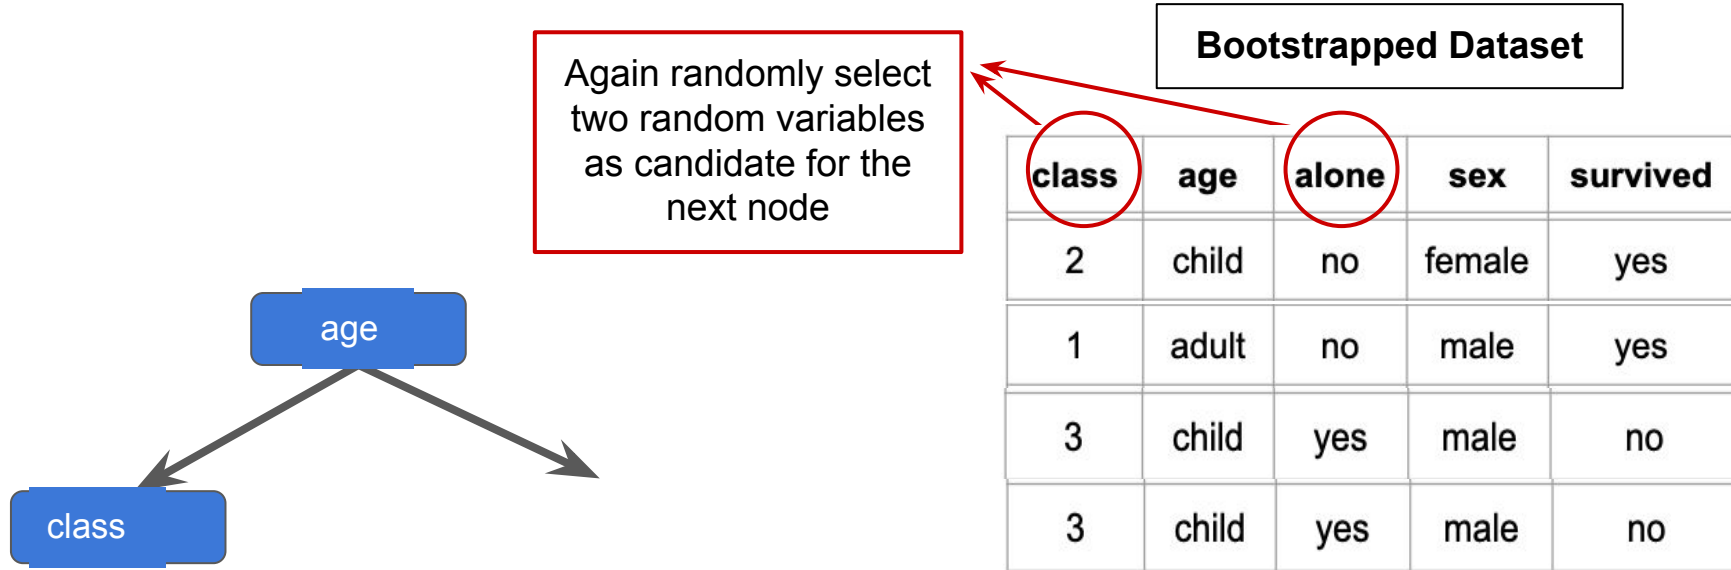 Again randomly select
two random variables
as candidate for the
next node
Bootstrapped Dataset
class age alone sex survived
2 child no female yes
1 adult no male yes
3 child yes male no
3 child yes male no
age
class